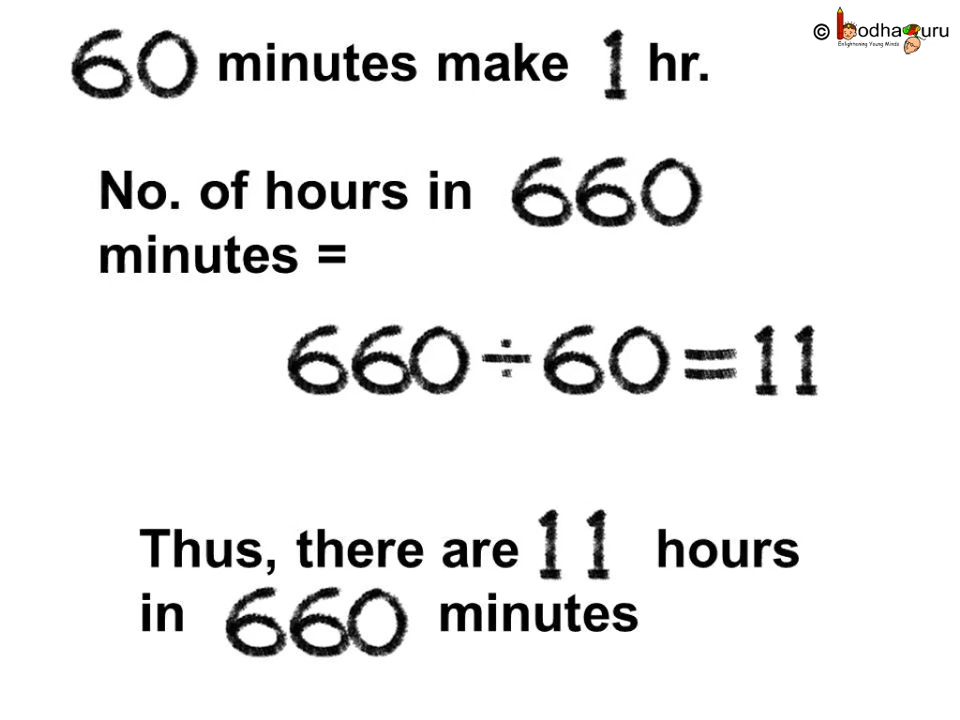 60 minutes make 1 hr.
© bodhaguru
Enlightening Young Minds
No. of hours in 660
minutes =
660÷60=11
Thus, there are 11 hours
in 660 minutes